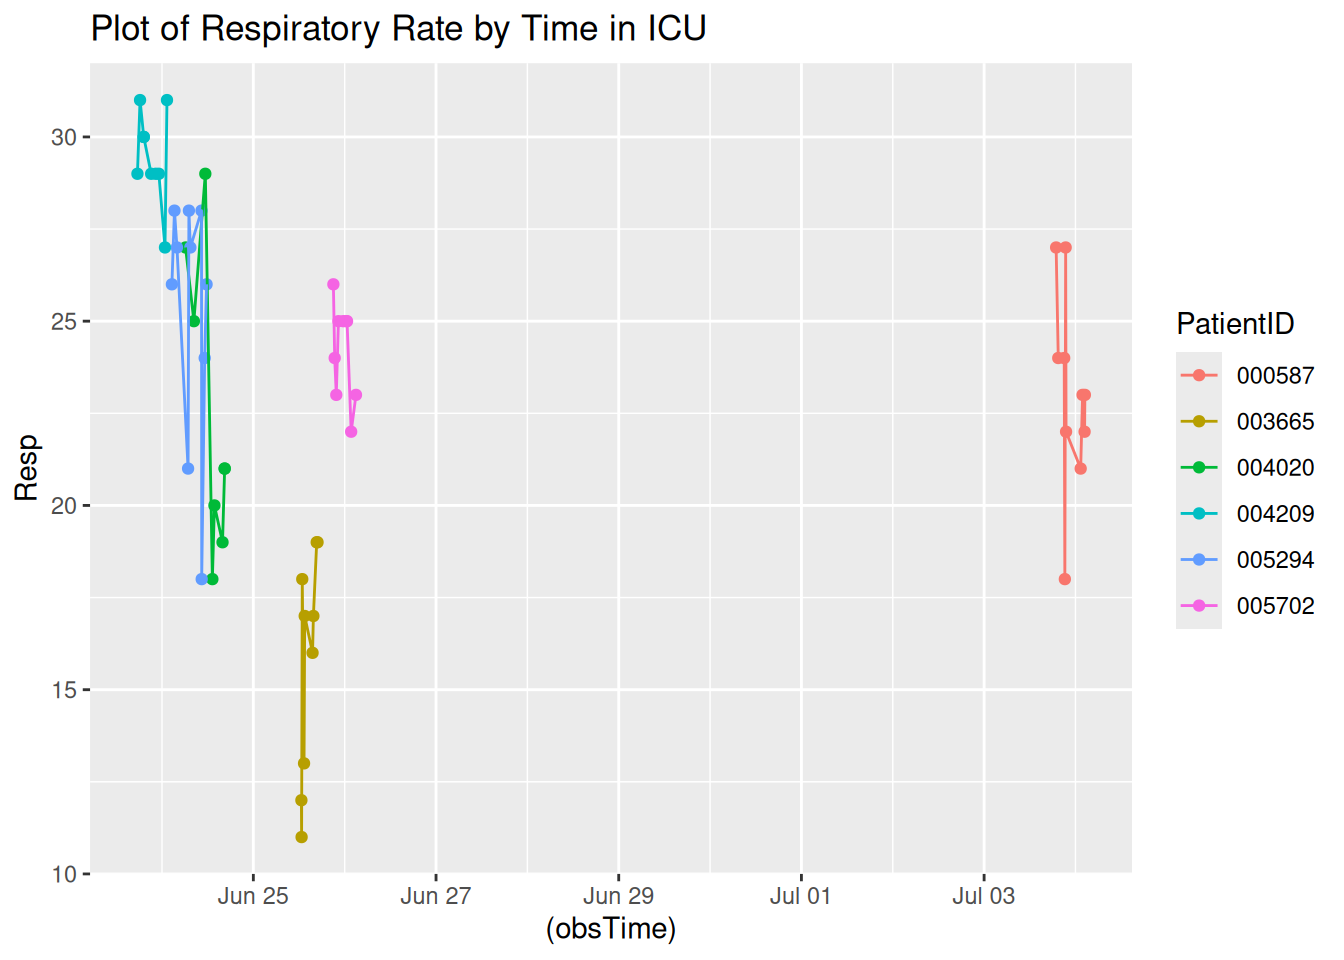 Plot of Respiratory Rate by Time in ICU
30
25
20
15
10
Resp
Jun 25
Jun 27
Jun 29
Jul 01
Jul 03
(obsTime)
PatientID
000587
003665
004020
004209
005294
005702